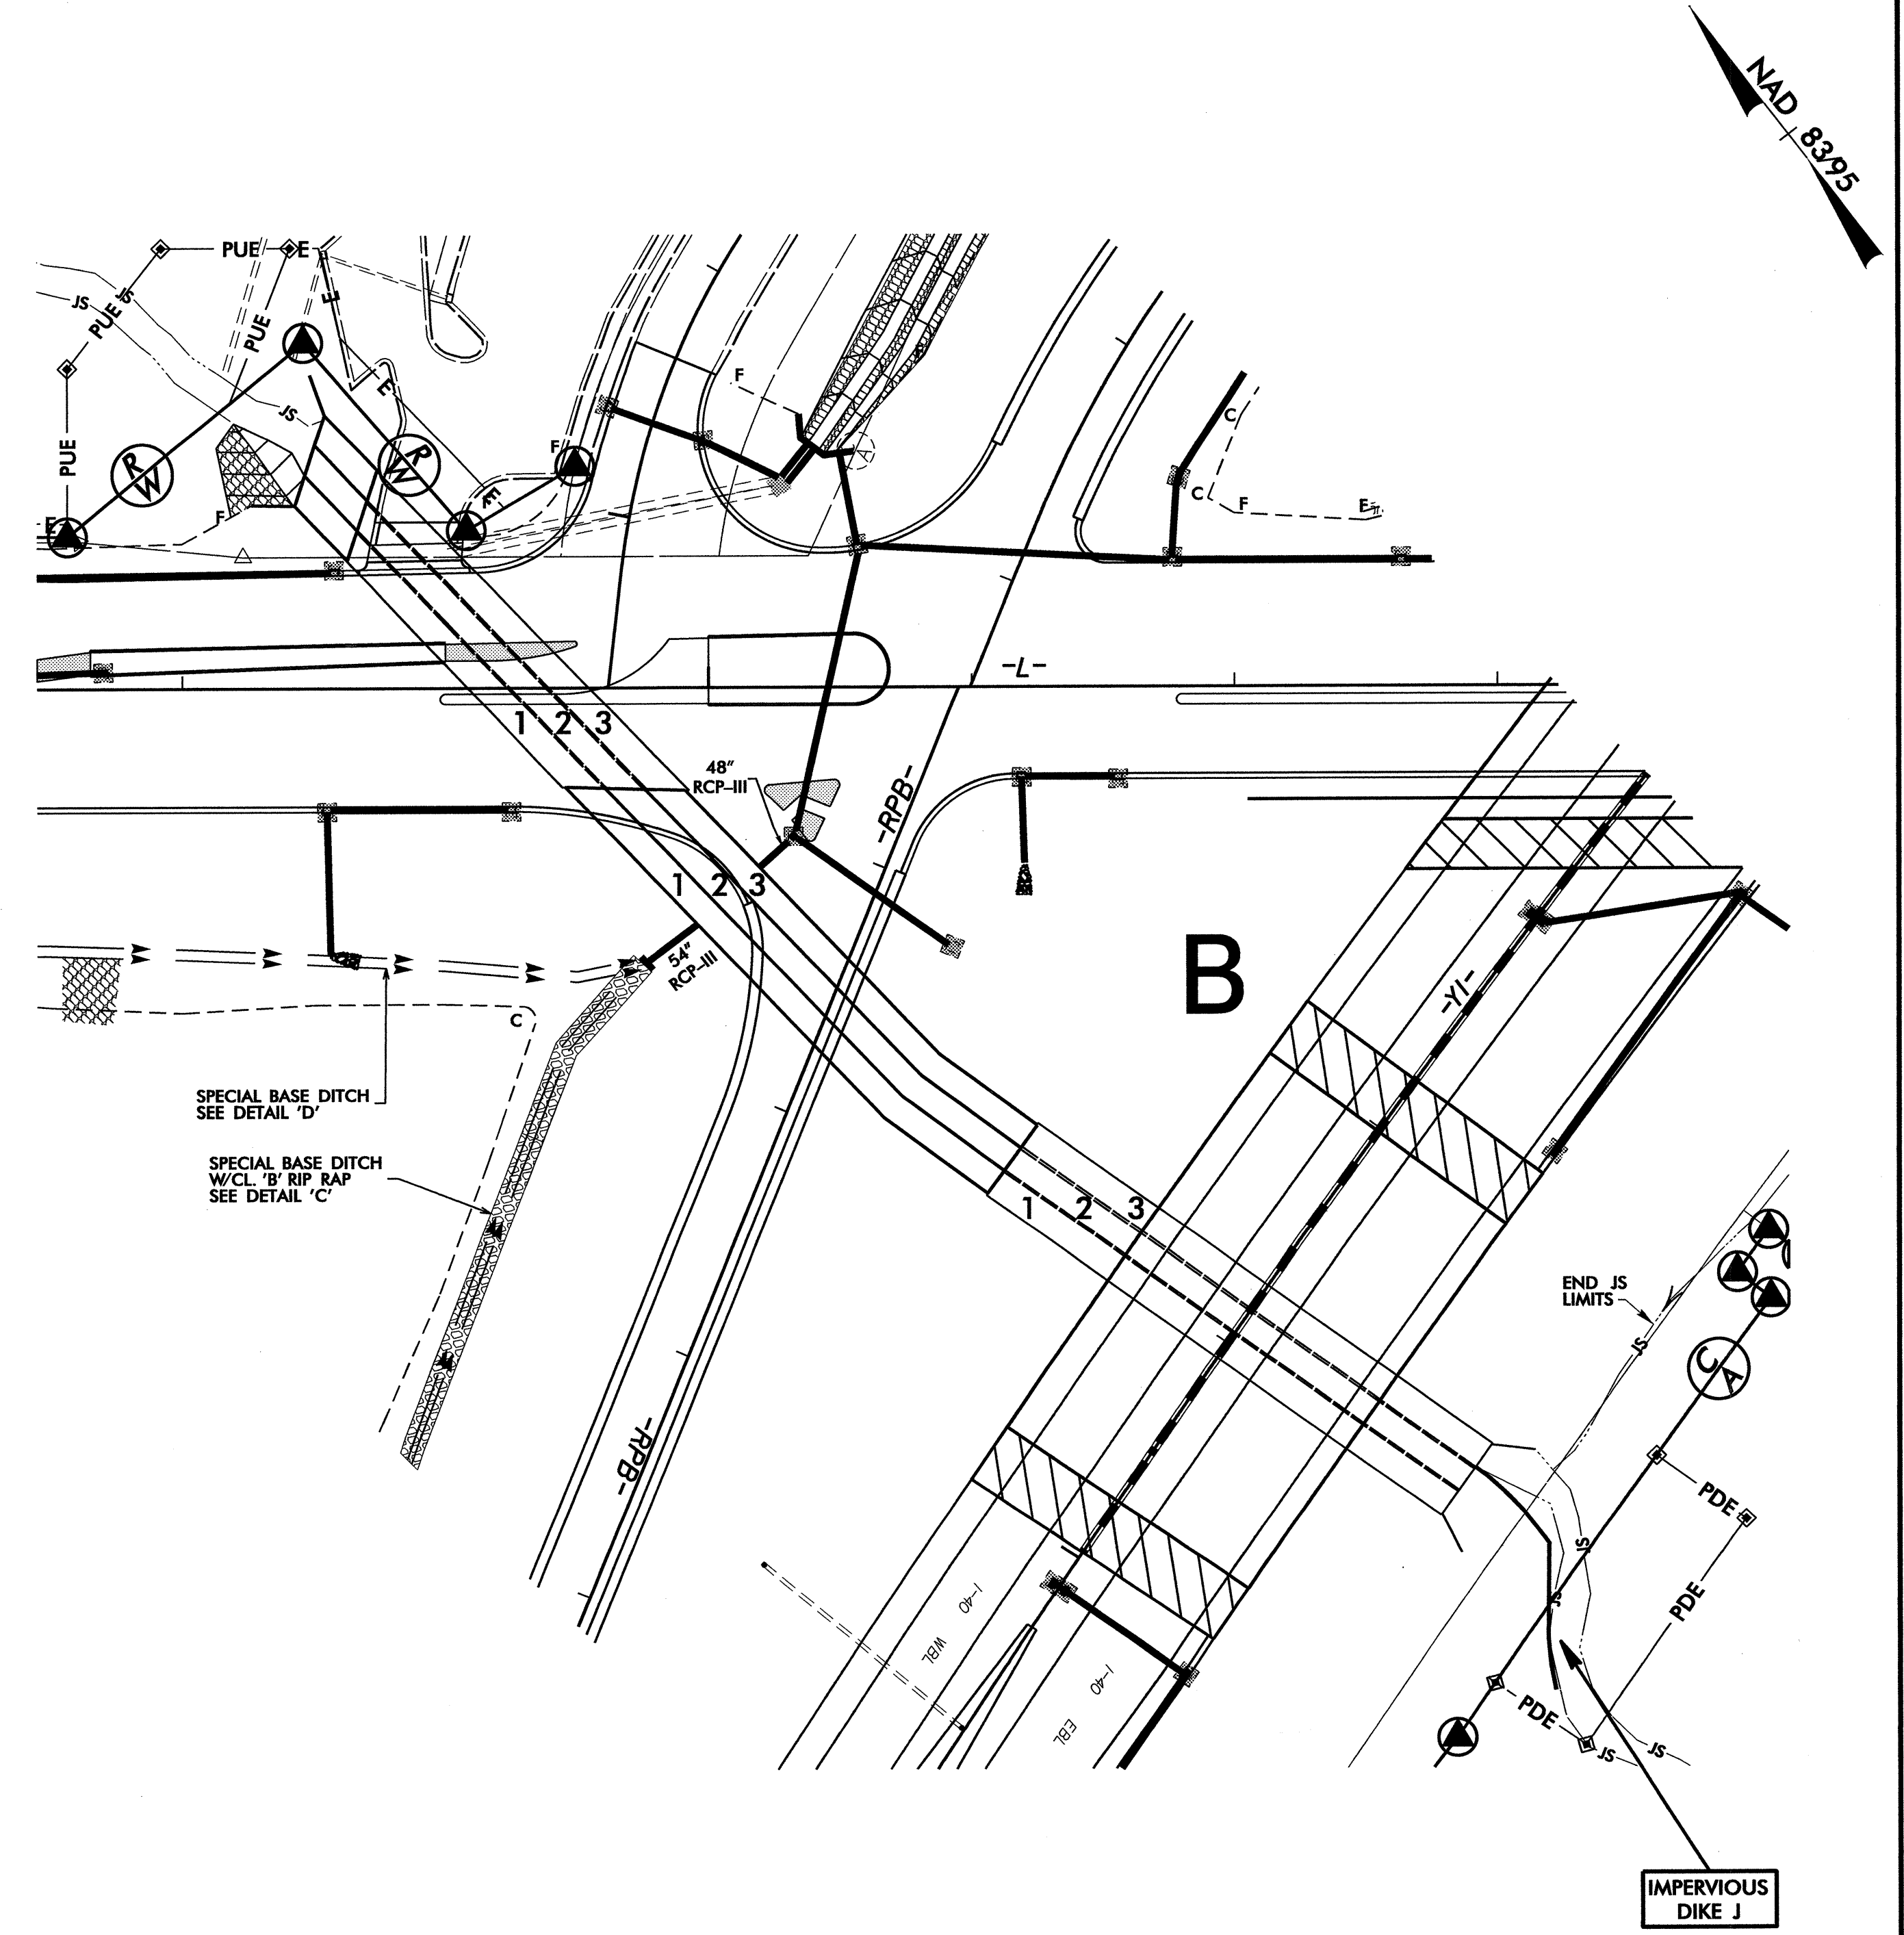 NAD 83/95
PUE
E
JS
JS
PUE
E
PUE
E
F
JS
PUE
R
W
R
W
F
E
F
E
F
A
C
C
F
E
-L-
1 2 3
48"
RCP-III
-RPB-
1 2 3
54"
RCP-III
B
-Y1-
C
SPECIAL BASE DITCH
SEE DETAIL 'D'
SPECIAL BASE DITCH
W/CL. 'B' RIP RAP
SEE DETAIL 'C'
1 2 3
END JS
LIMITS
JS
C
A
-RPB-
PDE
JS
I-40
WBL
I-40
EBL
JS
PDE
PDE
JS
JS
IMPERVIOUS
DIKE J